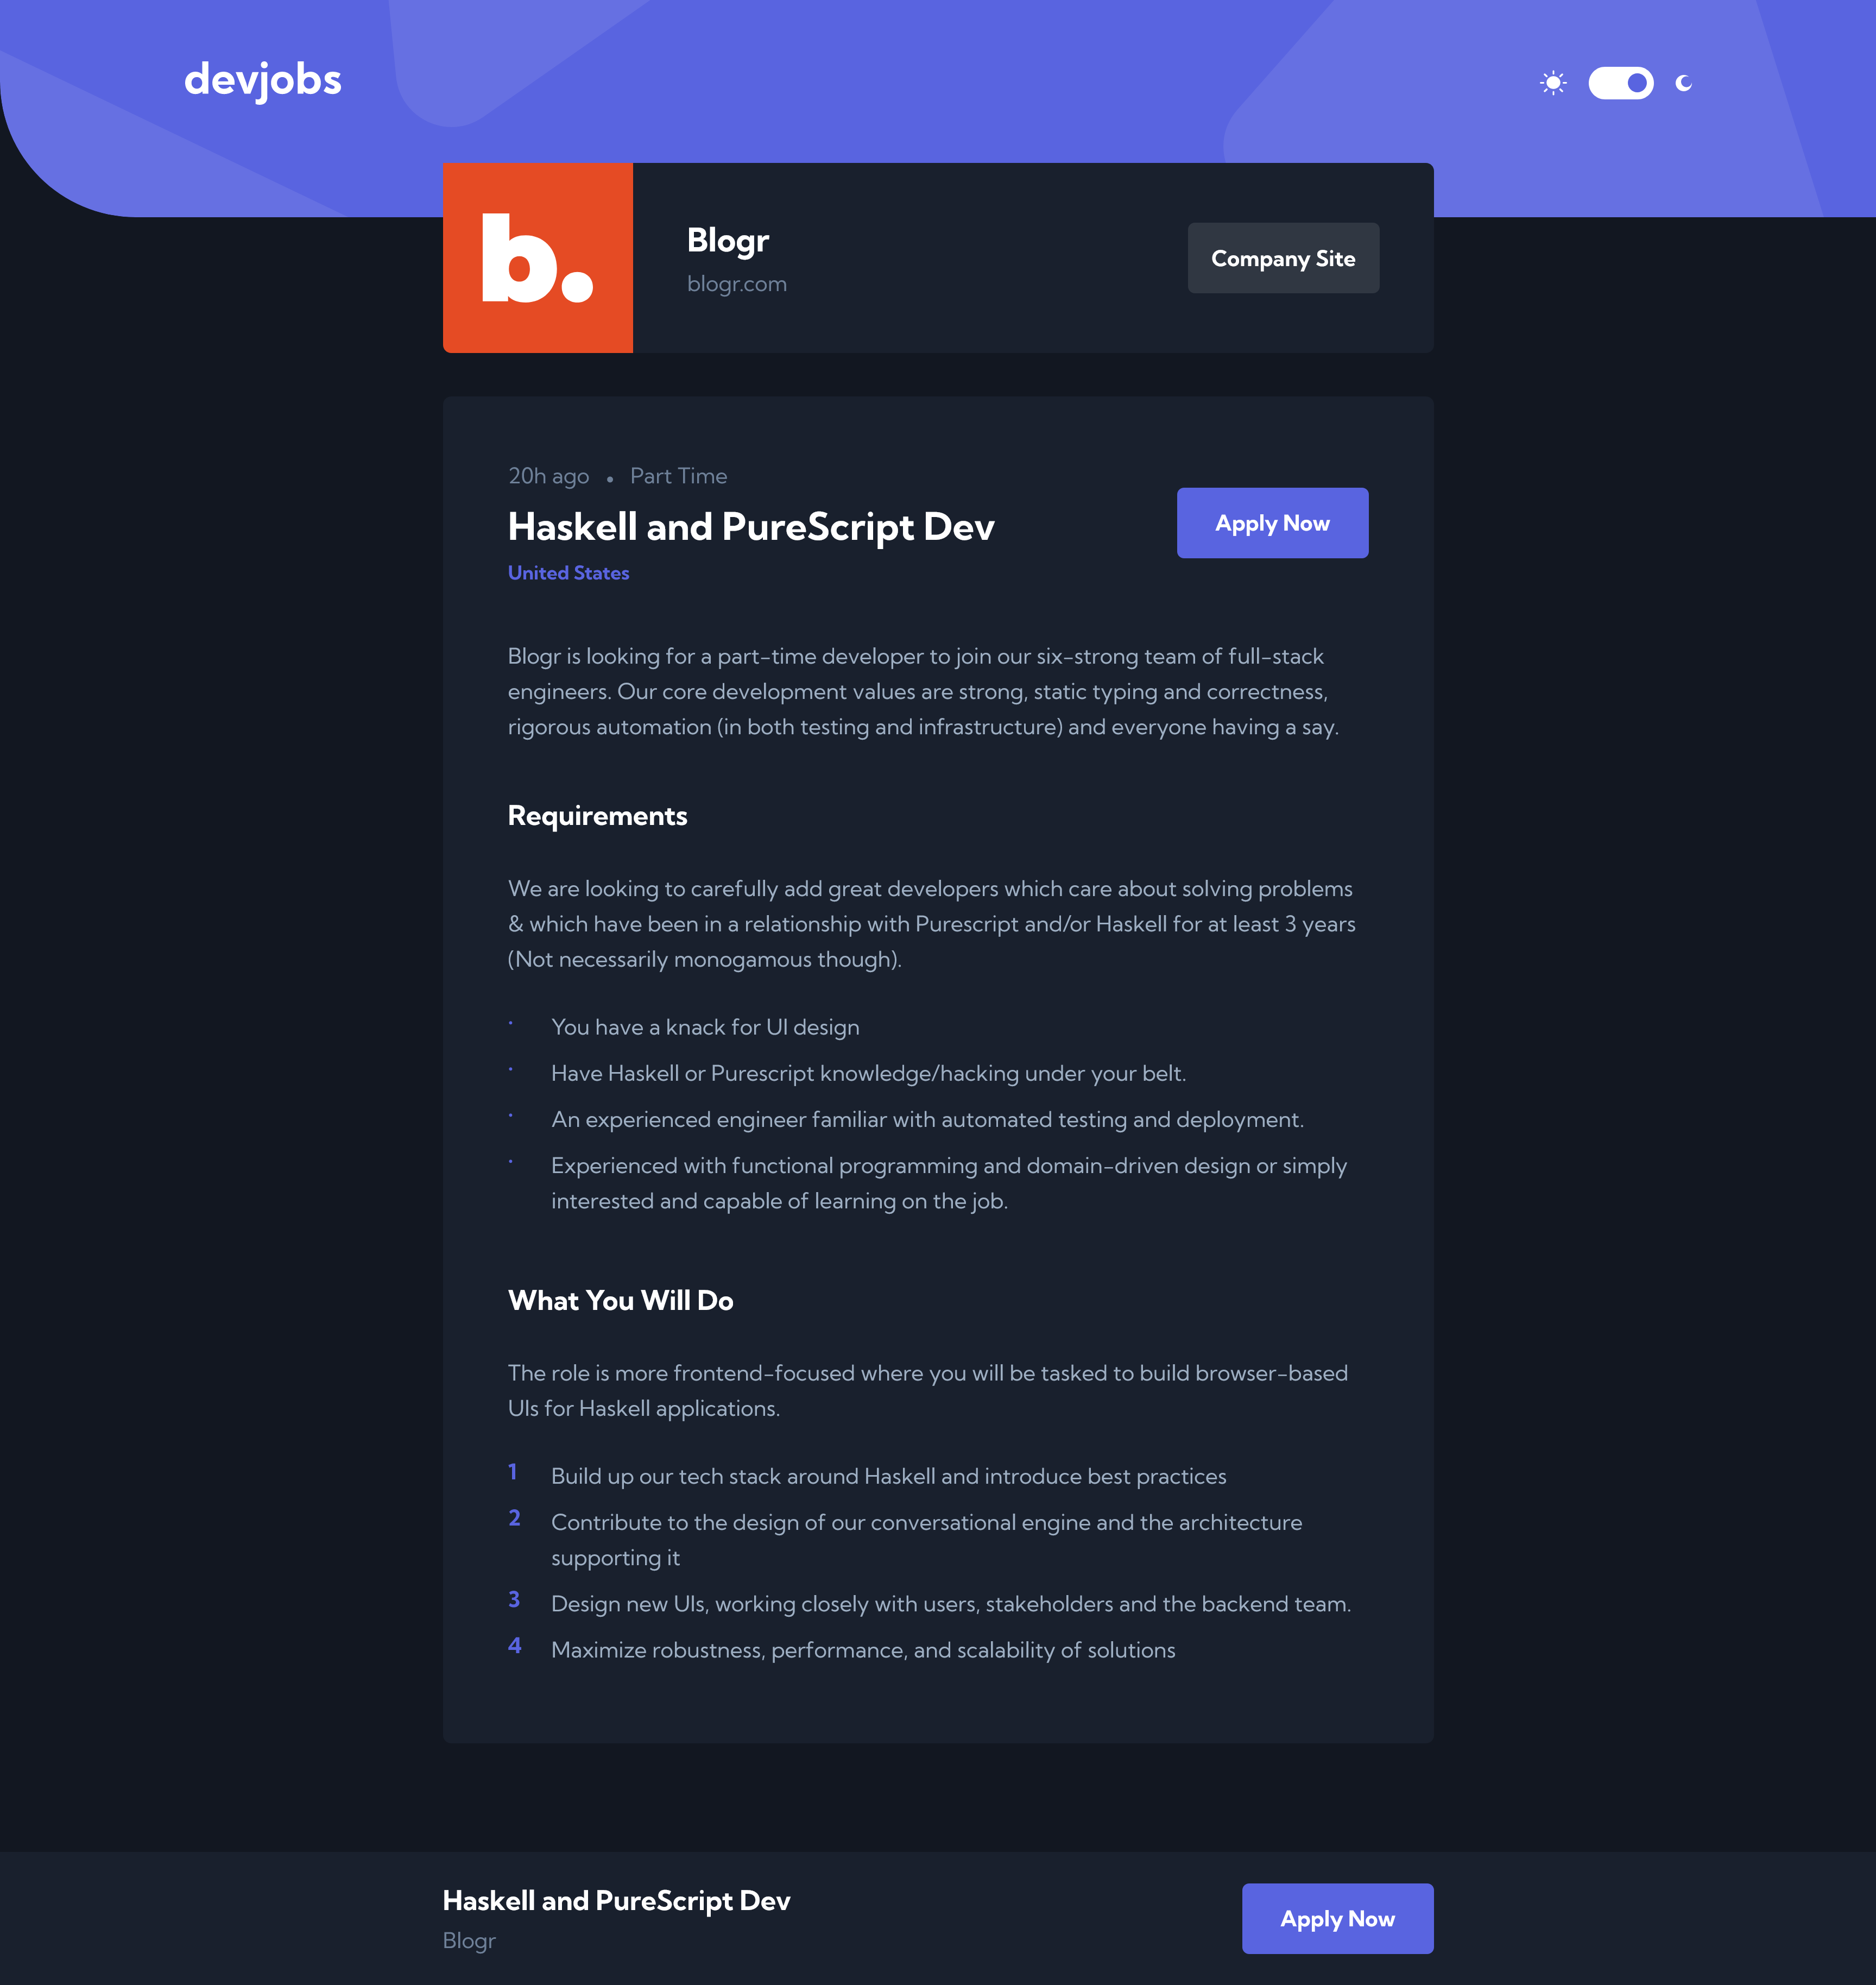 devjobs
b.
Blogr
blogr.com
Company Site
20h ago • Part Time
Haskell and PureScript Dev
United States
Apply Now
Blogr is looking for a part-time developer to join our six-strong team of full-stack
engineers. Our core development values are strong, static typing and correctness,
rigorous automation (in both testing and infrastructure) and everyone having a say.
Requirements
We are looking to carefully add great developers which care about solving problems
& which have been in a relationship with Purescript and/or Haskell for at least 3 years
(Not necessarily monogamous though).
• You have a knack for UI design
• Have Haskell or Purescript knowledge/hacking under your belt.
• An experienced engineer familiar with automated testing and deployment.
• Experienced with functional programming and domain-driven design or simply
interested and capable of learning on the job.
What You Will Do
The role is more frontend-focused where you will be tasked to build browser-based
UIs for Haskell applications.
1 Build up our tech stack around Haskell and introduce best practices
2 Contribute to the design of our conversational engine and the architecture
supporting it
3 Design new UIs, working closely with users, stakeholders and the backend team.
4 Maximize robustness, performance, and scalability of solutions
Haskell and PureScript Dev
Blogr
Apply Now